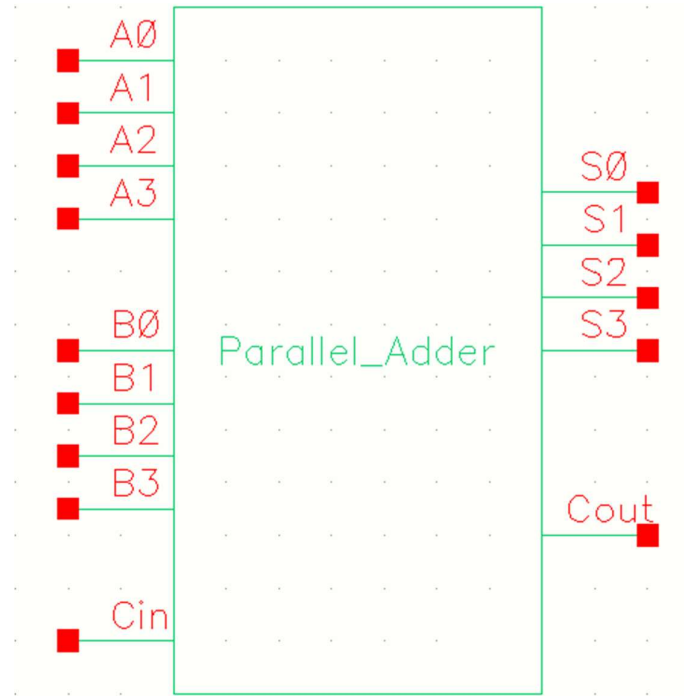 AØ
A1
A2
A3
BØ
B1
B2
B3
Cin
Parallel_Adder
SØ
S1
S2
S3
Cout